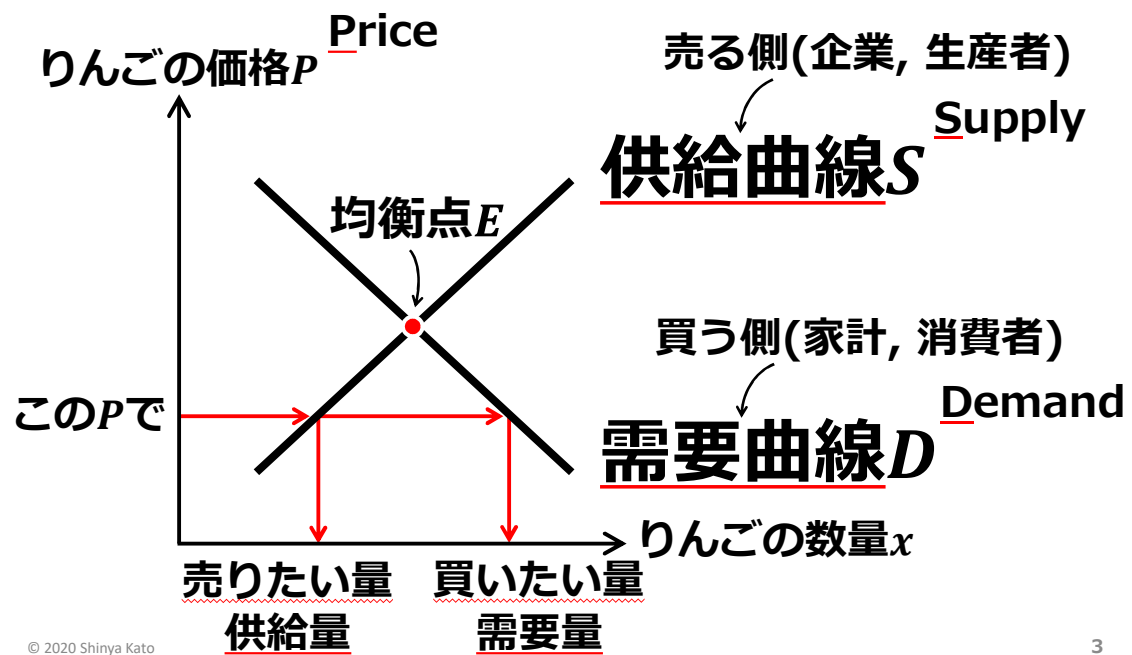 Price
りんごの価格P
売る側(企業, 生産者)
Supply
供給曲線S
均衡点E
買う側(家計, 消費者)
Demand
このPで
需要曲線D
りんごの数量x
売りたい量
供給量
買いたい量
需要量
© 2020 Shinya Kato
3